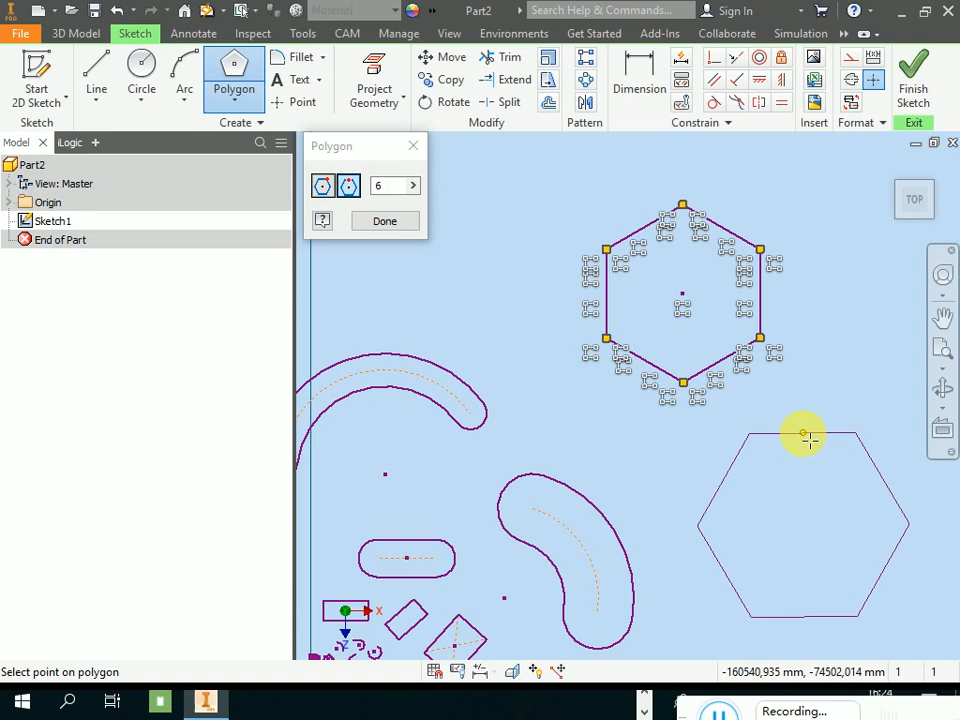 Material
Part2
Search Help & Commands...
Sign In
File
3D Model
Sketch
Annotate
Inspect
Tools
CAM
Manage
View
Environments
Get Started
Add-Ins
Collaborate
Simulation
Start
2D Sketch
Line
Circle
Arc
Polygon
Fillet
Text
Point
Project
Geometry
Move
Copy
Rotate
Trim
Extend
Split
Dimension
Finish
Sketch
Sketch
Create
Modify
Pattern
Constrain
Insert
Format
Exit
Model
iLogic
Part2
View: Master
Origin
Sketch1
End of Part
Polygon
6
Done
TOP
X
Z
Select point on polygon
-160540,935 mm, -74502,014 mm
1
1
16:24
Recording...